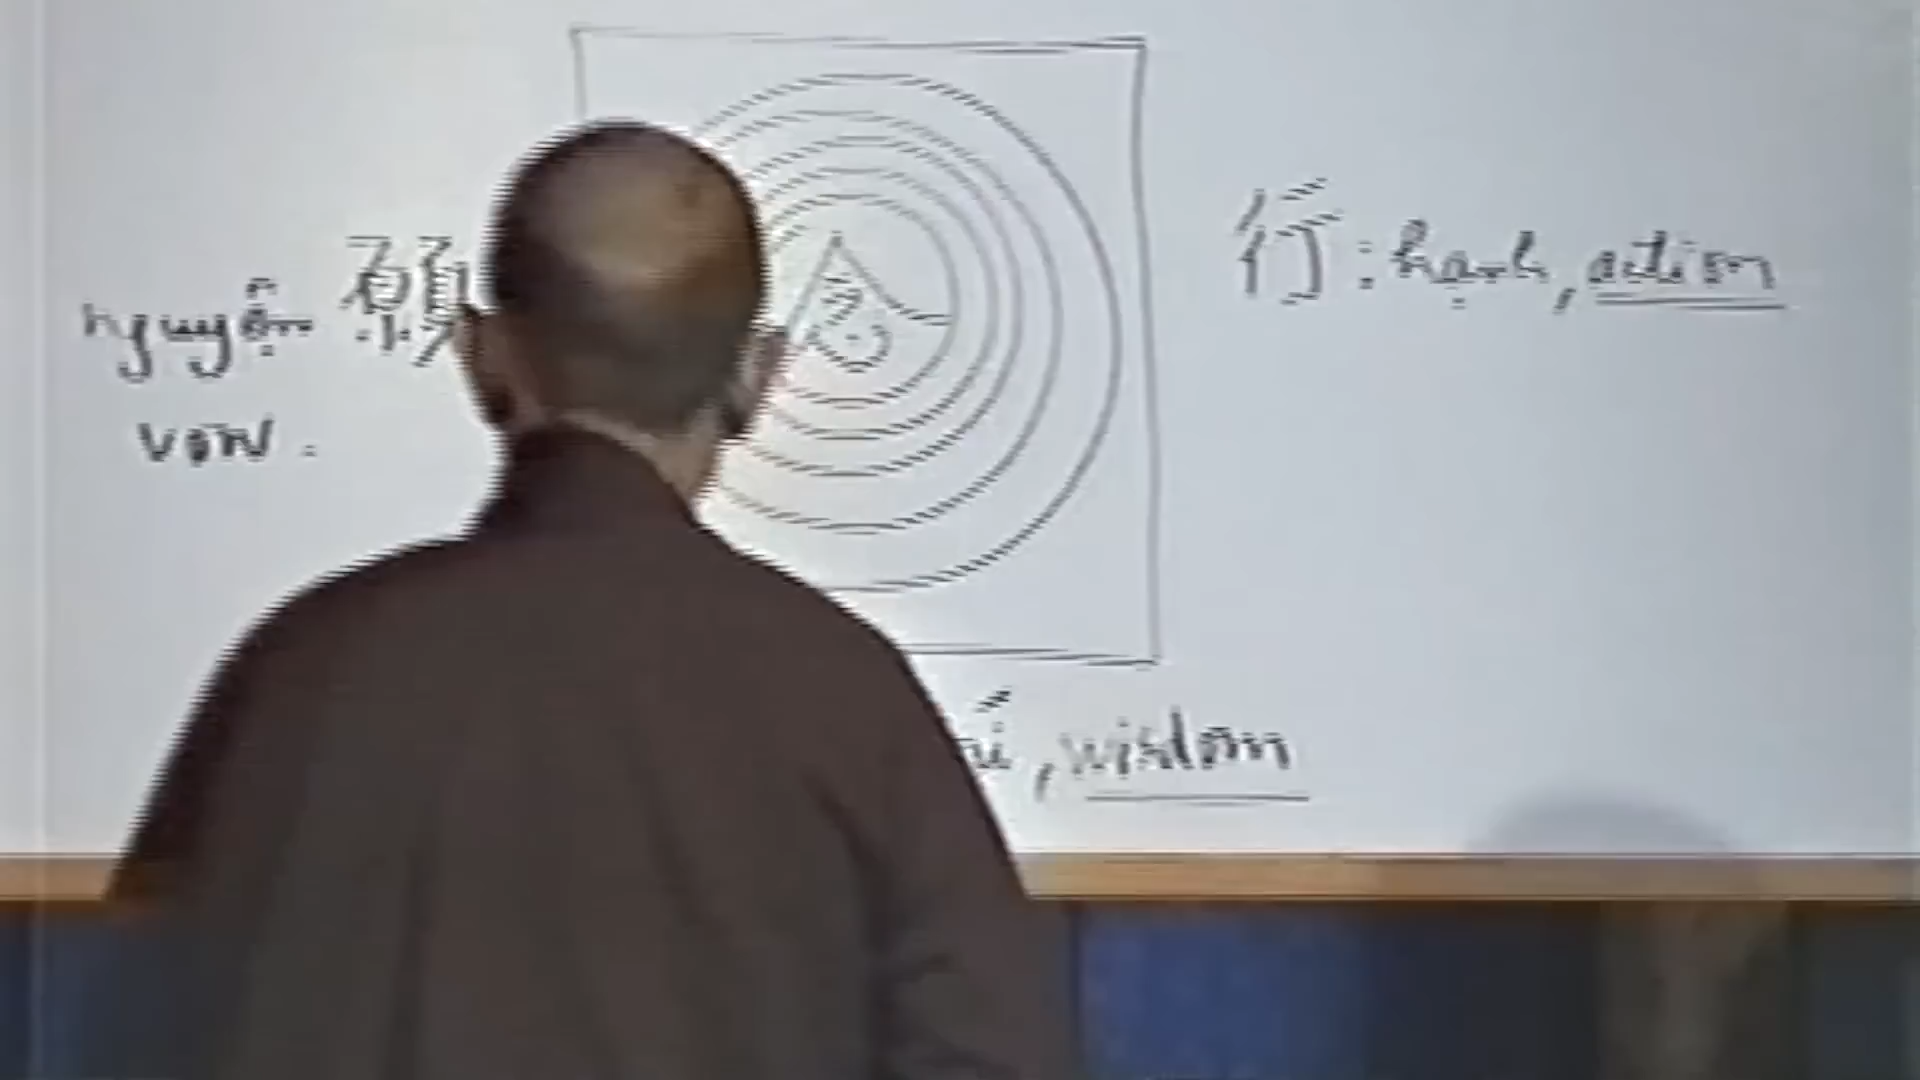 nguyện 願
vow.
行: hạnh, action
, wisdom